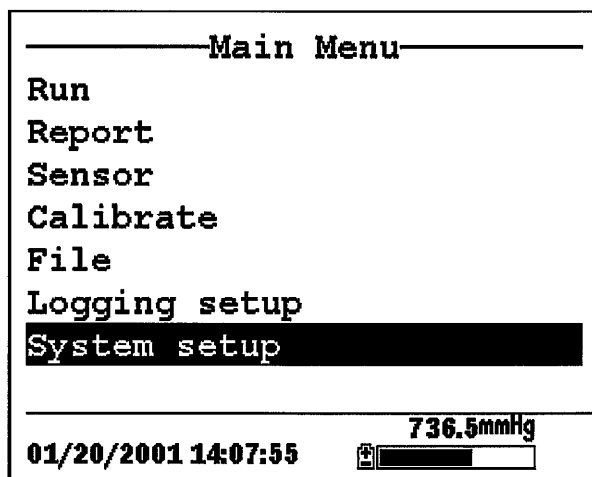 Main Menu
Run
Report
Sensor
Calibrate
File
Logging setup
System setup
736.5mmHg
01/20/2001 14:07:55